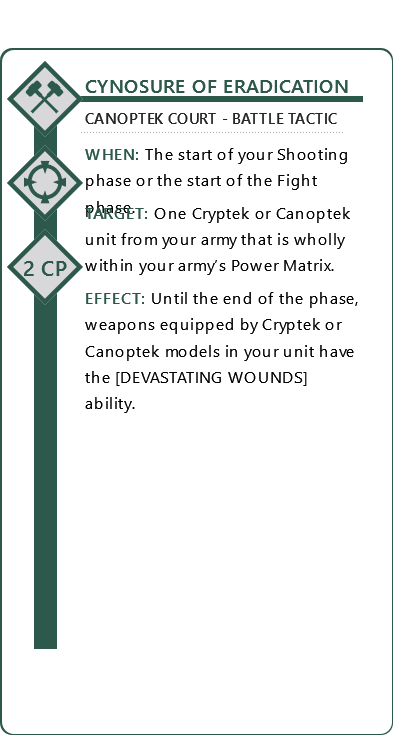 CYNOSURE OF ERADICATION
CANOPTEK COURT - BATTLE TACTIC
WHEN: The start of your Shooting
phase or the start of the Fight
phase.
TARGET: One Cryptek or Canoptek
unit from your army that is wholly
2 CP
within your army’s Power Matrix.
EFFECT: Until the end of the phase,
weapons equipped by Cryptek or
Canoptek models in your unit have
the [DEVASTATING WOUNDS]
ability.